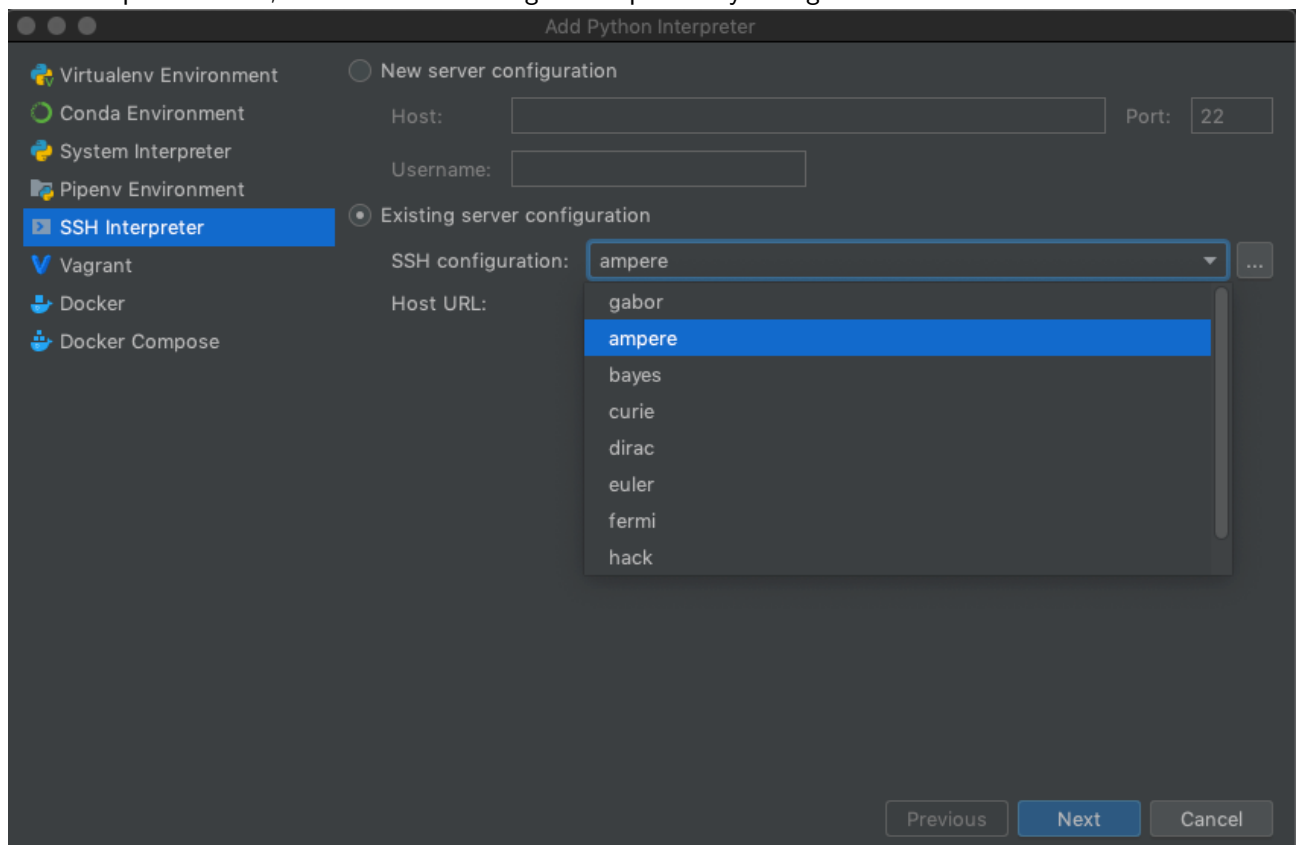 Add Python Interpreter
Virtualenv Environment
Conda Environment
System Interpreter
Pipenv Environment
SSH Interpreter
Vagrant
Docker
Docker Compose
New server configuration
Host:
Port: 22
Username:
Existing server configuration
SSH configuration: ampere ...
Host URL:
gabor
ampere
bayes
curie
dirac
euler
fermi
hack
Previous Next Cancel